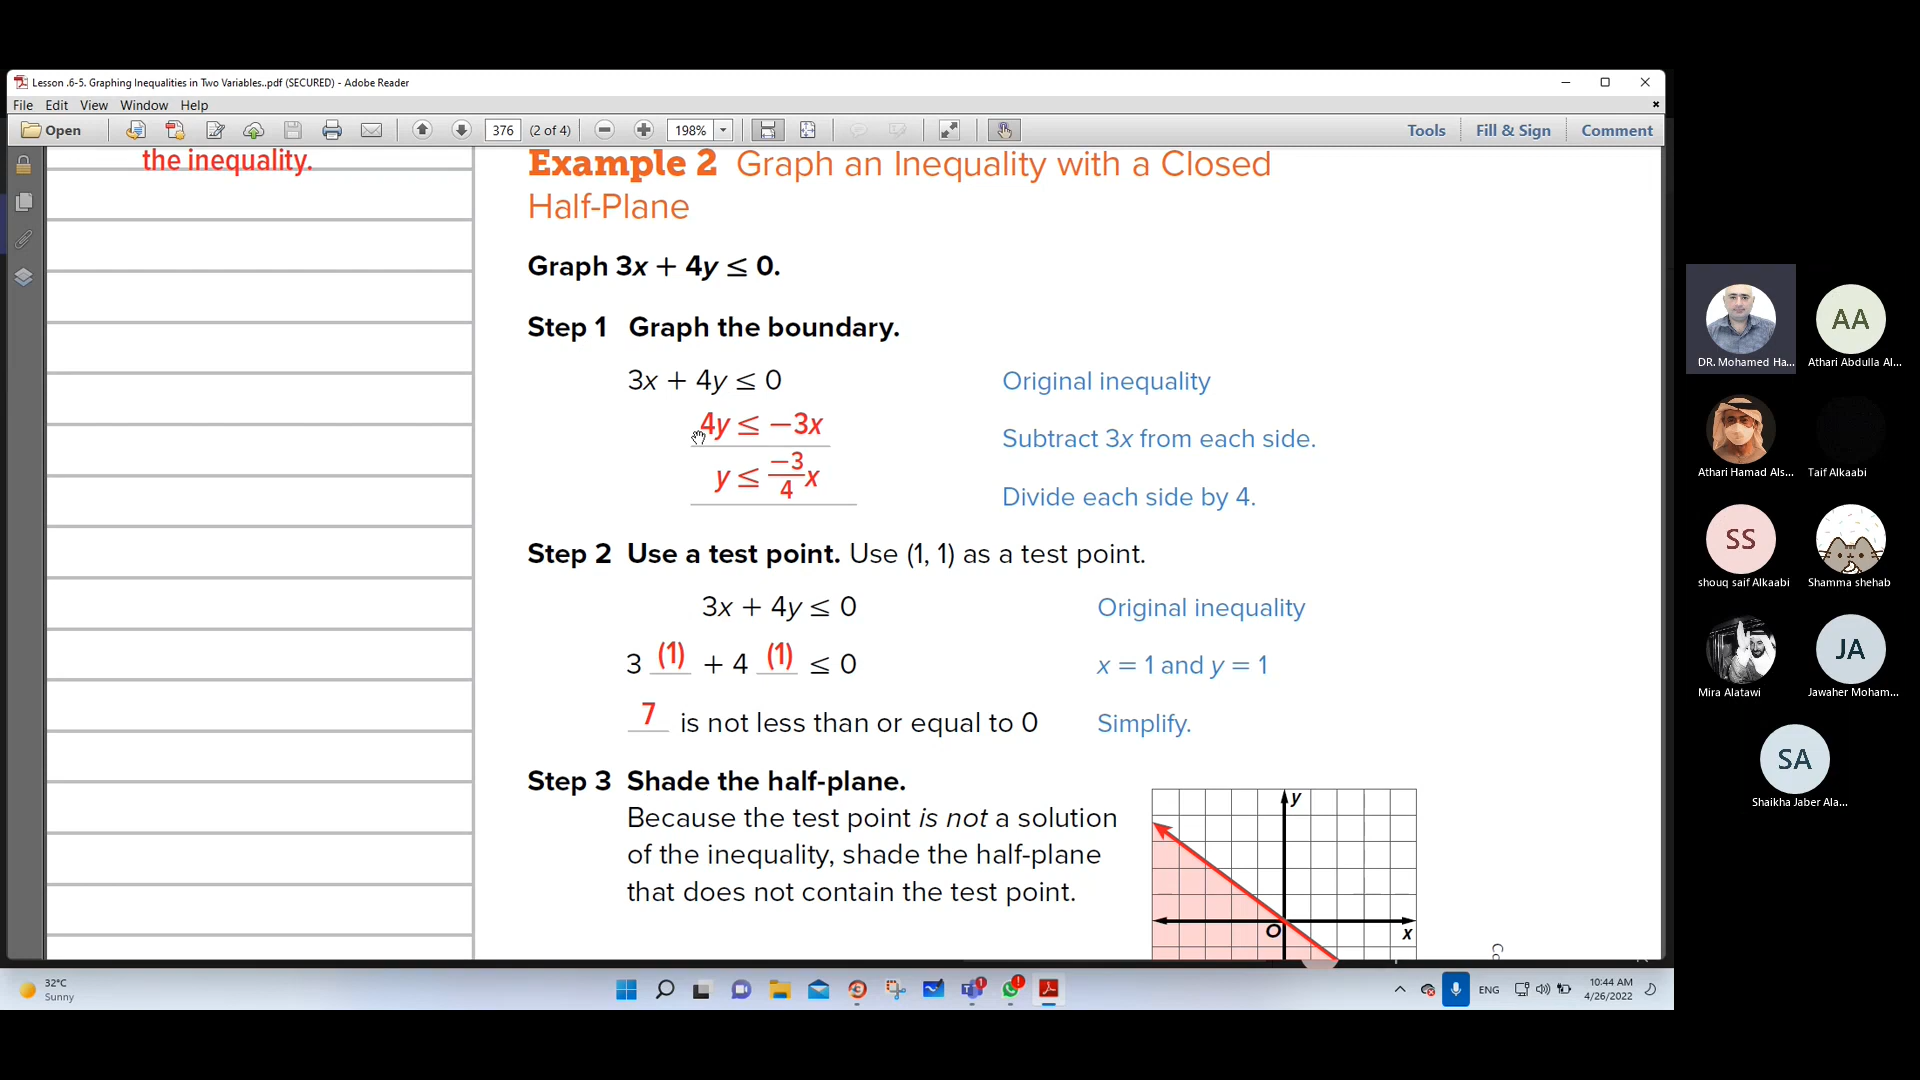 Lesson .6-5. Graphing Inequalities in Two Variables..pdf (SECURED) - Adobe Reader
File Edit View Window Help
Open 376 (2 of 4) 198% Tools Fill & Sign Comment
the inequality.
Example 2 Graph an Inequality with a Closed
Half-Plane
Graph 3x + 4y ≤ 0.
Step 1 Graph the boundary.
3x + 4y ≤ 0 Original inequality
4y ≤ −3x Subtract 3x from each side.
y ≤ −3/4 x Divide each side by 4.
Step 2 Use a test point. Use (1, 1) as a test point.
3x + 4y ≤ 0 Original inequality
3 (1) + 4 (1) ≤ 0 x = 1 and y = 1
7 is not less than or equal to 0 Simplify.
Step 3 Shade the half-plane.
Because the test point is not a solution
of the inequality, shade the half-plane
that does not contain the test point.
y
O
x
DR. Mohamed Ha...
AA
Athari Abdulla Al...
Athari Hamad Als...
Taif Alkaabi
SS
shouq saif Alkaabi
Shamma shehab
Mira Alatawi
JA
Jawaher Moham...
SA
Shaikha Jaber Ala...
32°C
Sunny
ENG
10:44 AM
4/26/2022